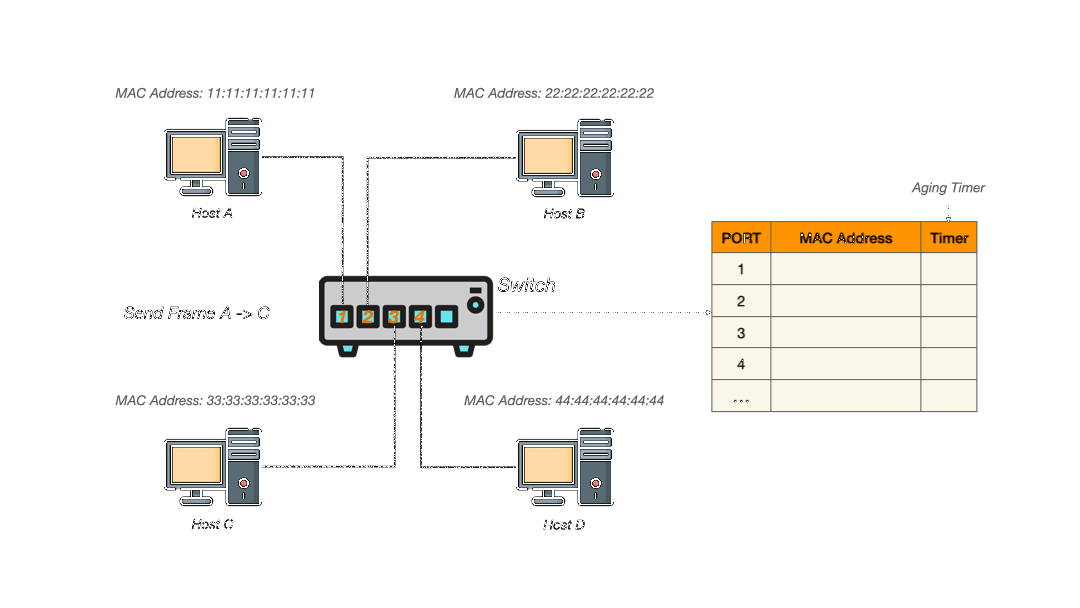 MAC Address: 11:11:11:11:11:11
MAC Address: 22:22:22:22:22:22
Host A
Host B
Aging Timer
PORT MAC Address Timer
1
2
3
4
...
Switch
Send Frame A -> C
1 2 3 4
MAC Address: 33:33:33:33:33:33
MAC Address: 44:44:44:44:44:44
Host C
Host D